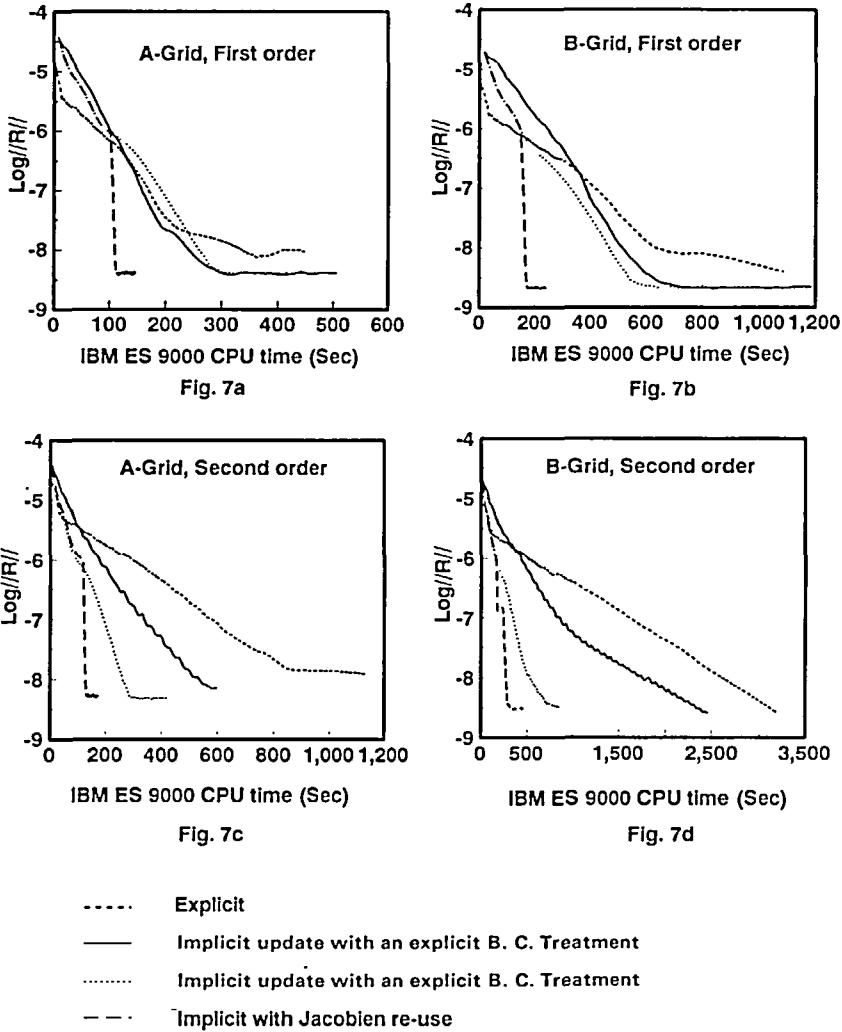 A-Grid, First order
-4
-5
-6
-7
-8
-9
Log//R//
0 100 200 300 400 500 600
IBM ES 9000 CPU time (Sec)
Fig. 7a
B-Grid, First order
-4
-5
-6
-7
-8
-9
Log//R//
0 200 400 600 800 1,000 1,200
IBM ES 9000 CPU time (Sec)
Fig. 7b
A-Grid, Second order
-4
-5
-6
-7
-8
-9
Log//R//
0 200 400 600 800 1,000 1,200
IBM ES 9000 CPU time (Sec)
Fig. 7c
B-Grid, Second order
-4
-5
-6
-7
-8
-9
Log//R//
0 500 1,500 2,500 3,500
IBM ES 9000 CPU time (Sec)
Fig. 7d
Explicit
Implicit update with an explicit B. C. Treatment
Implicit update with an explicit B. C. Treatment
Implicit with Jacobien re-use